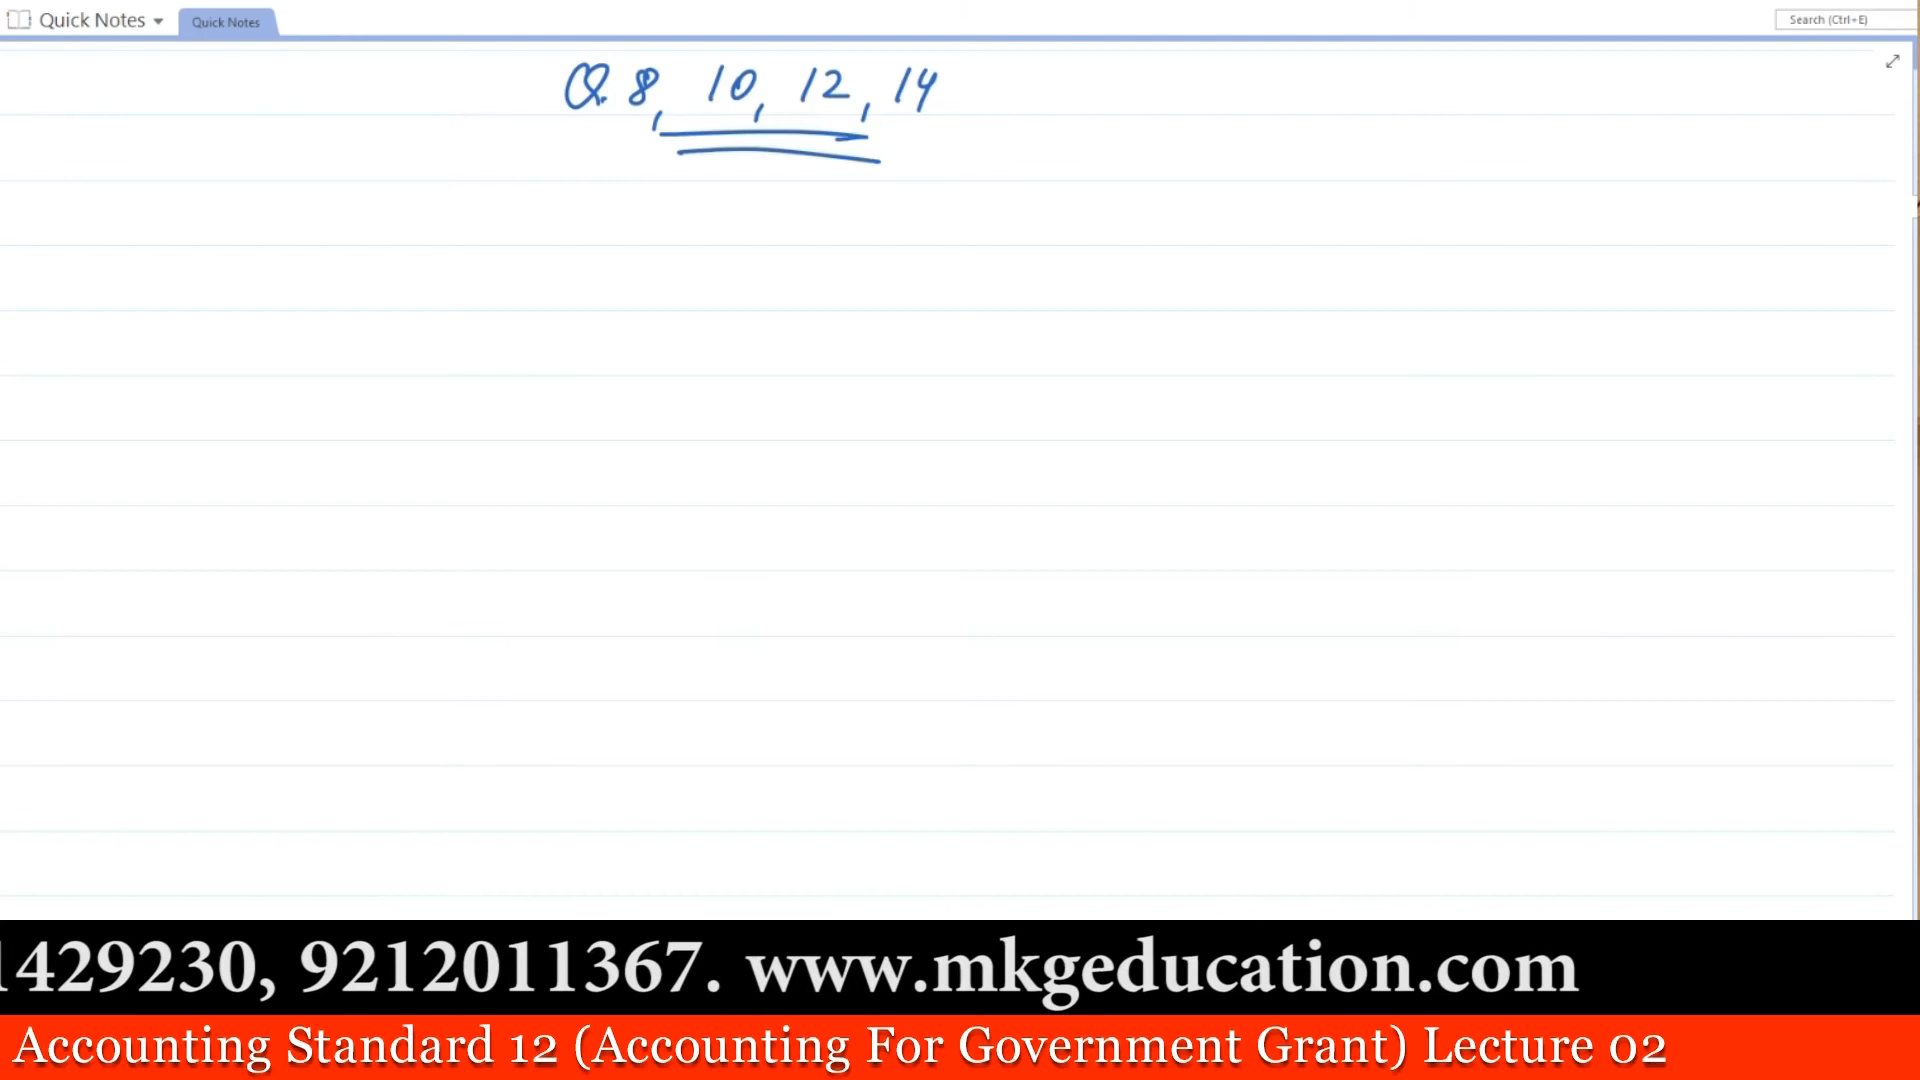 Quick Notes
Quick Notes
Search (Ctrl+E)
Q. 8, 10, 12, 14
1429230, 9212011367. www.mkgeducation.com
Accounting Standard 12 (Accounting For Government Grant) Lecture 02